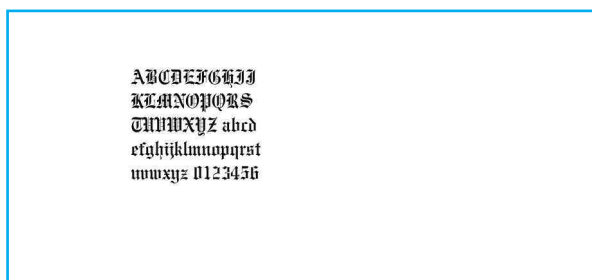 ABCDEFGHIJ
KLMNOPQRS
TUVWXYZ abcd
efghijklmnopqrst
uvwxyz 0123456